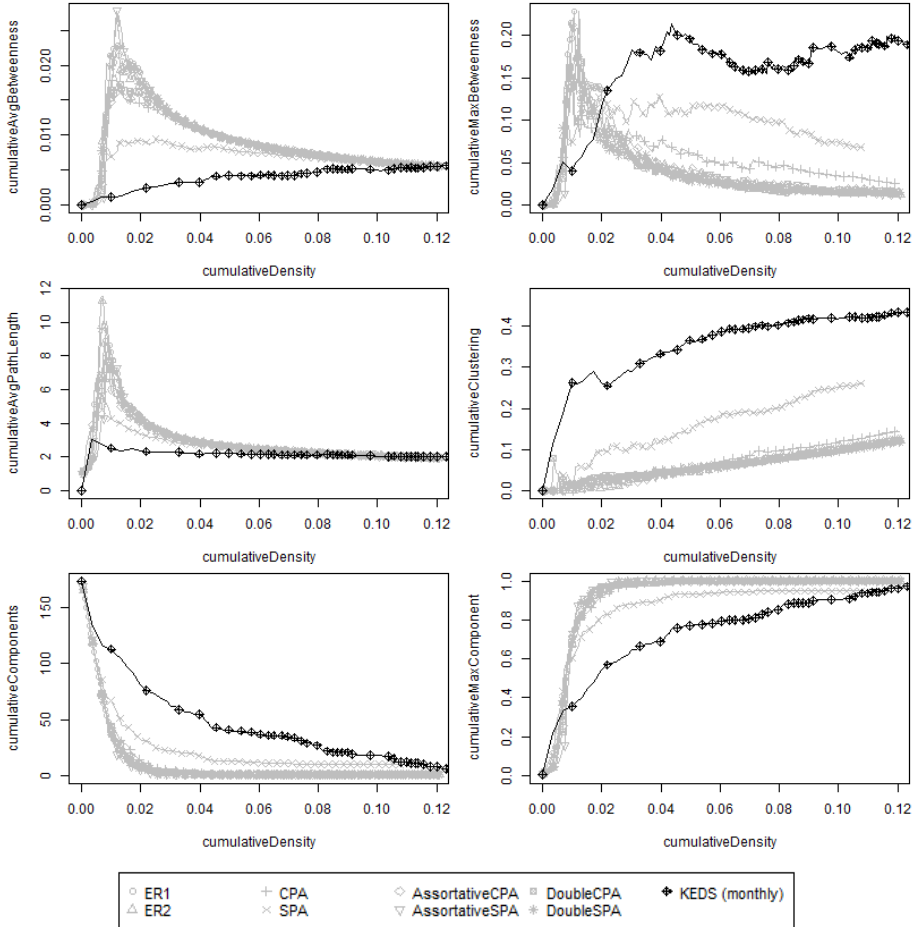 cumulativeAvgBetweenness
0.000 0.010 0.020
0.00 0.02 0.04 0.06 0.08 0.10 0.12
cumulativeDensity
cumulativeMaxBetweenness
0.00 0.05 0.10 0.15 0.20
0.00 0.02 0.04 0.06 0.08 0.10 0.12
cumulativeDensity
cumulativeAvgPathLength
0 2 4 6 8 10 12
0.00 0.02 0.04 0.06 0.08 0.10 0.12
cumulativeDensity
cumulativeClustering
0.0 0.1 0.2 0.3 0.4
0.00 0.02 0.04 0.06 0.08 0.10 0.12
cumulativeDensity
cumulativeComponents
0 50 100 150
0.00 0.02 0.04 0.06 0.08 0.10 0.12
cumulativeDensity
cumulativeMaxComponent
0.0 0.2 0.4 0.6 0.8 1.0
0.00 0.02 0.04 0.06 0.08 0.10 0.12
cumulativeDensity
ER1 CPA AssortativeCPA DoubleCPA KEDS (monthly)
ER2 SPA AssortativeSPA DoubleSPA